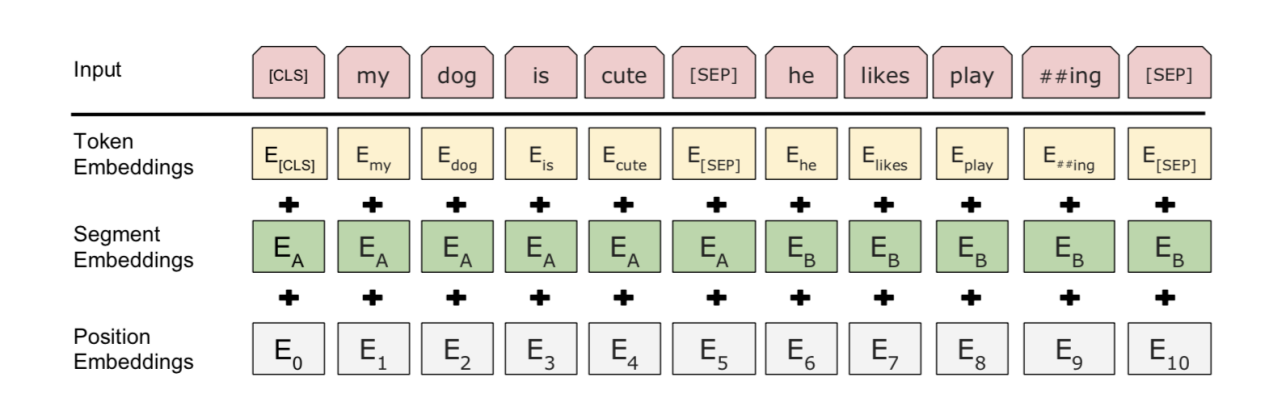 Input [CLS] my dog is cute [SEP] he likes play ##ing [SEP]
Token
Embeddings E[CLS] Emy Edog Eis Ecute E[SEP] Ehe Elikes Eplay E##ing E[SEP]
+ + + + + + + + + + +
Segment
Embeddings EA EA EA EA EA EA EB EB EB EB EB
+ + + + + + + + + + +
Position
Embeddings E0 E1 E2 E3 E4 E5 E6 E7 E8 E9 E10